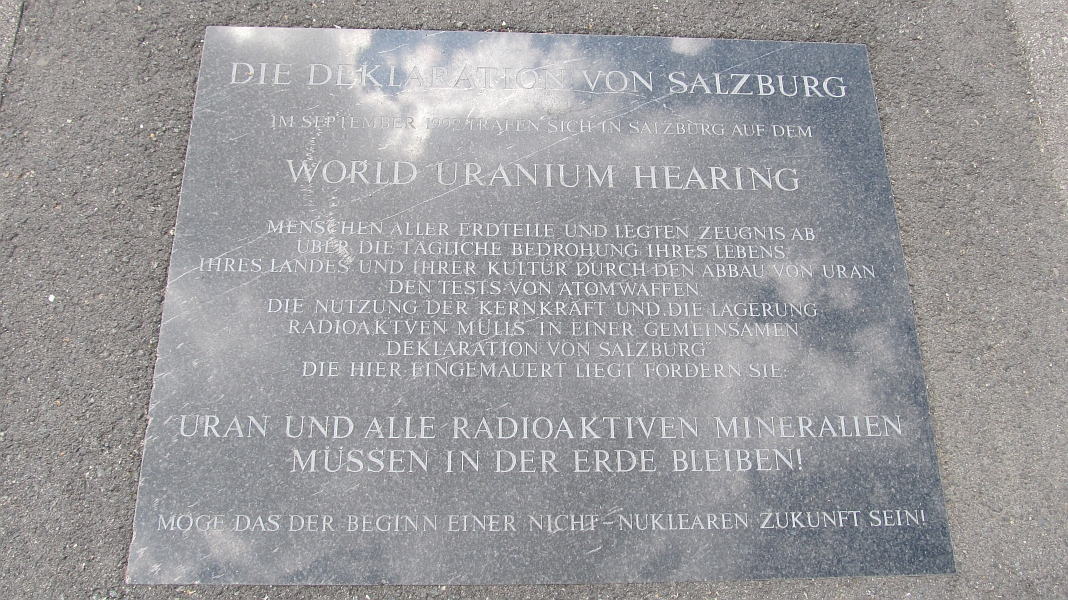 DIE DEKLARATION VON SALZBURG
IM SEPTEMBER 1992 TRAFEN SICH IN SALZBURG AUF DEM
WORLD URANIUM HEARING
MENSCHEN ALLER ERDTEILE UND LEGTEN ZEUGNIS AB
ÜBER DIE TÄGLICHE BEDROHUNG IHRES LEBENS
IHRES LANDES UND IHRER KULTUR DURCH DEN ABBAU VON URAN
DEN TESTS VON ATOMWAFFEN
DIE NUTZUNG DER KERNKRAFT UND DIE LAGERUNG
RADIOAKTVEN MÜLLS IN EINER GEMEINSAMEN
"DEKLARATION VON SALZBURG"
DIE HIER EINGEMAUERT LIEGT FORDERN SIE:
URAN UND ALLE RADIOAKTIVEN MINERALIEN
MÜSSEN IN DER ERDE BLEIBEN!
MÖGE DAS DER BEGINN EINER NICHT-NUKLEAREN ZUKUNFT SEIN!